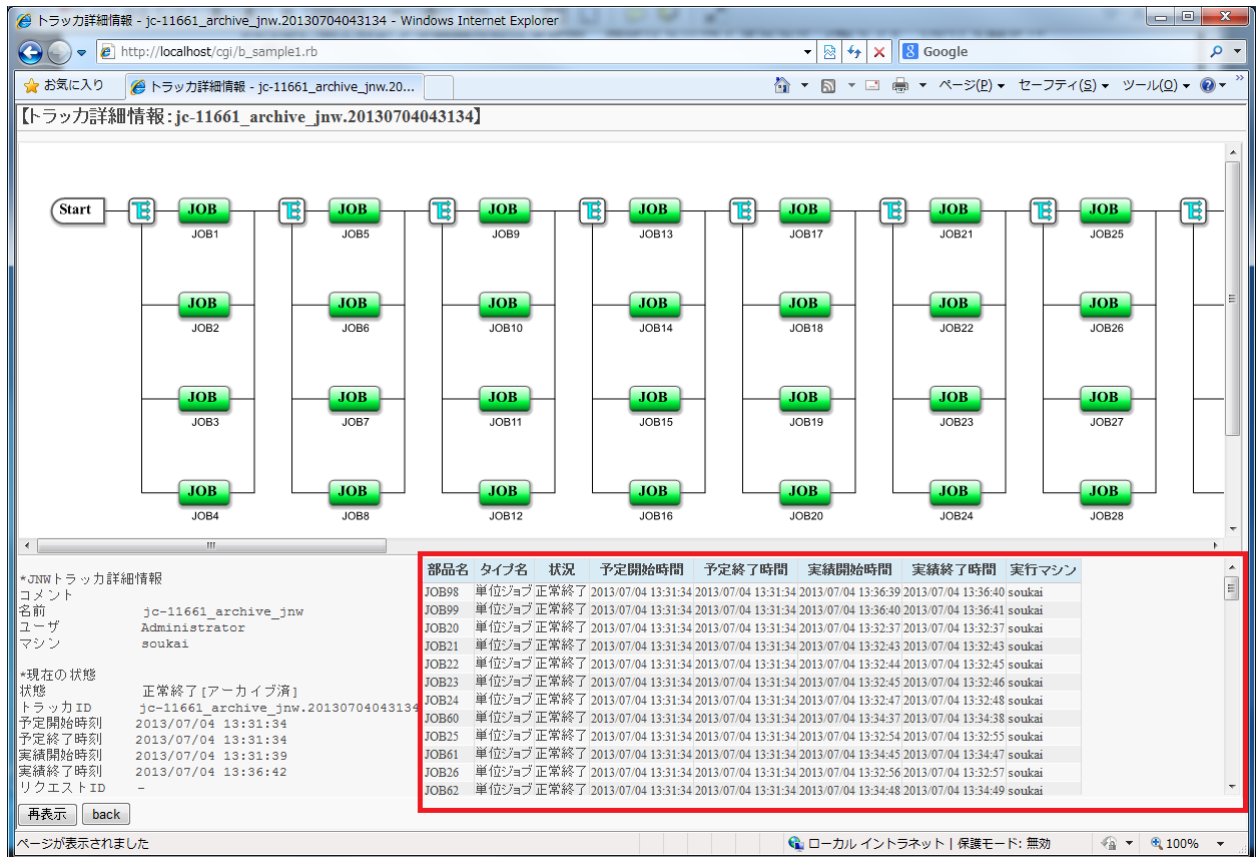 トラッカ詳細情報 - jc-11661_archive_jnw.20130704043134 - Windows Internet Explorer
http://localhost/cgi/b_sample1.rb
Google
お気に入り
トラッカ詳細情報 - jc-11661_archive_jnw.20...
ページ(P)
セーフティ(S)
ツール(O)
【トラッカ詳細情報:jc-11661_archive_jnw.20130704043134】
Start JOB JOB JOB JOB JOB JOB JOB
JOB1 JOB5 JOB9 JOB13 JOB17 JOB21 JOB25
JOB JOB JOB JOB JOB JOB JOB
JOB2 JOB6 JOB10 JOB14 JOB18 JOB22 JOB26
JOB JOB JOB JOB JOB JOB JOB
JOB3 JOB7 JOB11 JOB15 JOB19 JOB23 JOB27
JOB JOB JOB JOB JOB JOB JOB
JOB4 JOB8 JOB12 JOB16 JOB20 JOB24 JOB28
*JNWトラッカ詳細情報
コメント
名前 jc-11661_archive_jnw
ユーザ Administrator
マシン soukai
*現在の状態
状態 正常終了[アーカイブ済]
トラッカID jc-11661_archive_jnw.20130704043134
予定開始時刻 2013/07/04 13:31:34
予定終了時刻 2013/07/04 13:31:34
実績開始時刻 2013/07/04 13:31:39
実績終了時刻 2013/07/04 13:36:42
リクエストID -
部品名 タイプ名 状況 予定開始時間 予定終了時間 実績開始時間 実績終了時間 実行マシン
JOB98 単位ジョブ 正常終了 2013/07/04 13:31:34 2013/07/04 13:31:34 2013/07/04 13:36:39 2013/07/04 13:36:40 soukai
JOB99 単位ジョブ 正常終了 2013/07/04 13:31:34 2013/07/04 13:31:34 2013/07/04 13:36:40 2013/07/04 13:36:41 soukai
JOB20 単位ジョブ 正常終了 2013/07/04 13:31:34 2013/07/04 13:31:34 2013/07/04 13:32:37 2013/07/04 13:32:37 soukai
JOB21 単位ジョブ 正常終了 2013/07/04 13:31:34 2013/07/04 13:31:34 2013/07/04 13:32:43 2013/07/04 13:32:43 soukai
JOB22 単位ジョブ 正常終了 2013/07/04 13:31:34 2013/07/04 13:31:34 2013/07/04 13:32:44 2013/07/04 13:32:45 soukai
JOB23 単位ジョブ 正常終了 2013/07/04 13:31:34 2013/07/04 13:31:34 2013/07/04 13:32:45 2013/07/04 13:32:46 soukai
JOB24 単位ジョブ 正常終了 2013/07/04 13:31:34 2013/07/04 13:31:34 2013/07/04 13:32:47 2013/07/04 13:32:48 soukai
JOB60 単位ジョブ 正常終了 2013/07/04 13:31:34 2013/07/04 13:31:34 2013/07/04 13:34:37 2013/07/04 13:34:38 soukai
JOB25 単位ジョブ 正常終了 2013/07/04 13:31:34 2013/07/04 13:31:34 2013/07/04 13:32:54 2013/07/04 13:32:55 soukai
JOB61 単位ジョブ 正常終了 2013/07/04 13:31:34 2013/07/04 13:31:34 2013/07/04 13:34:45 2013/07/04 13:34:47 soukai
JOB26 単位ジョブ 正常終了 2013/07/04 13:31:34 2013/07/04 13:31:34 2013/07/04 13:32:56 2013/07/04 13:32:57 soukai
JOB62 単位ジョブ 正常終了 2013/07/04 13:31:34 2013/07/04 13:31:34 2013/07/04 13:34:48 2013/07/04 13:34:49 soukai
再表示 back
ページが表示されました
ローカル イントラネット | 保護モード: 無効
100%